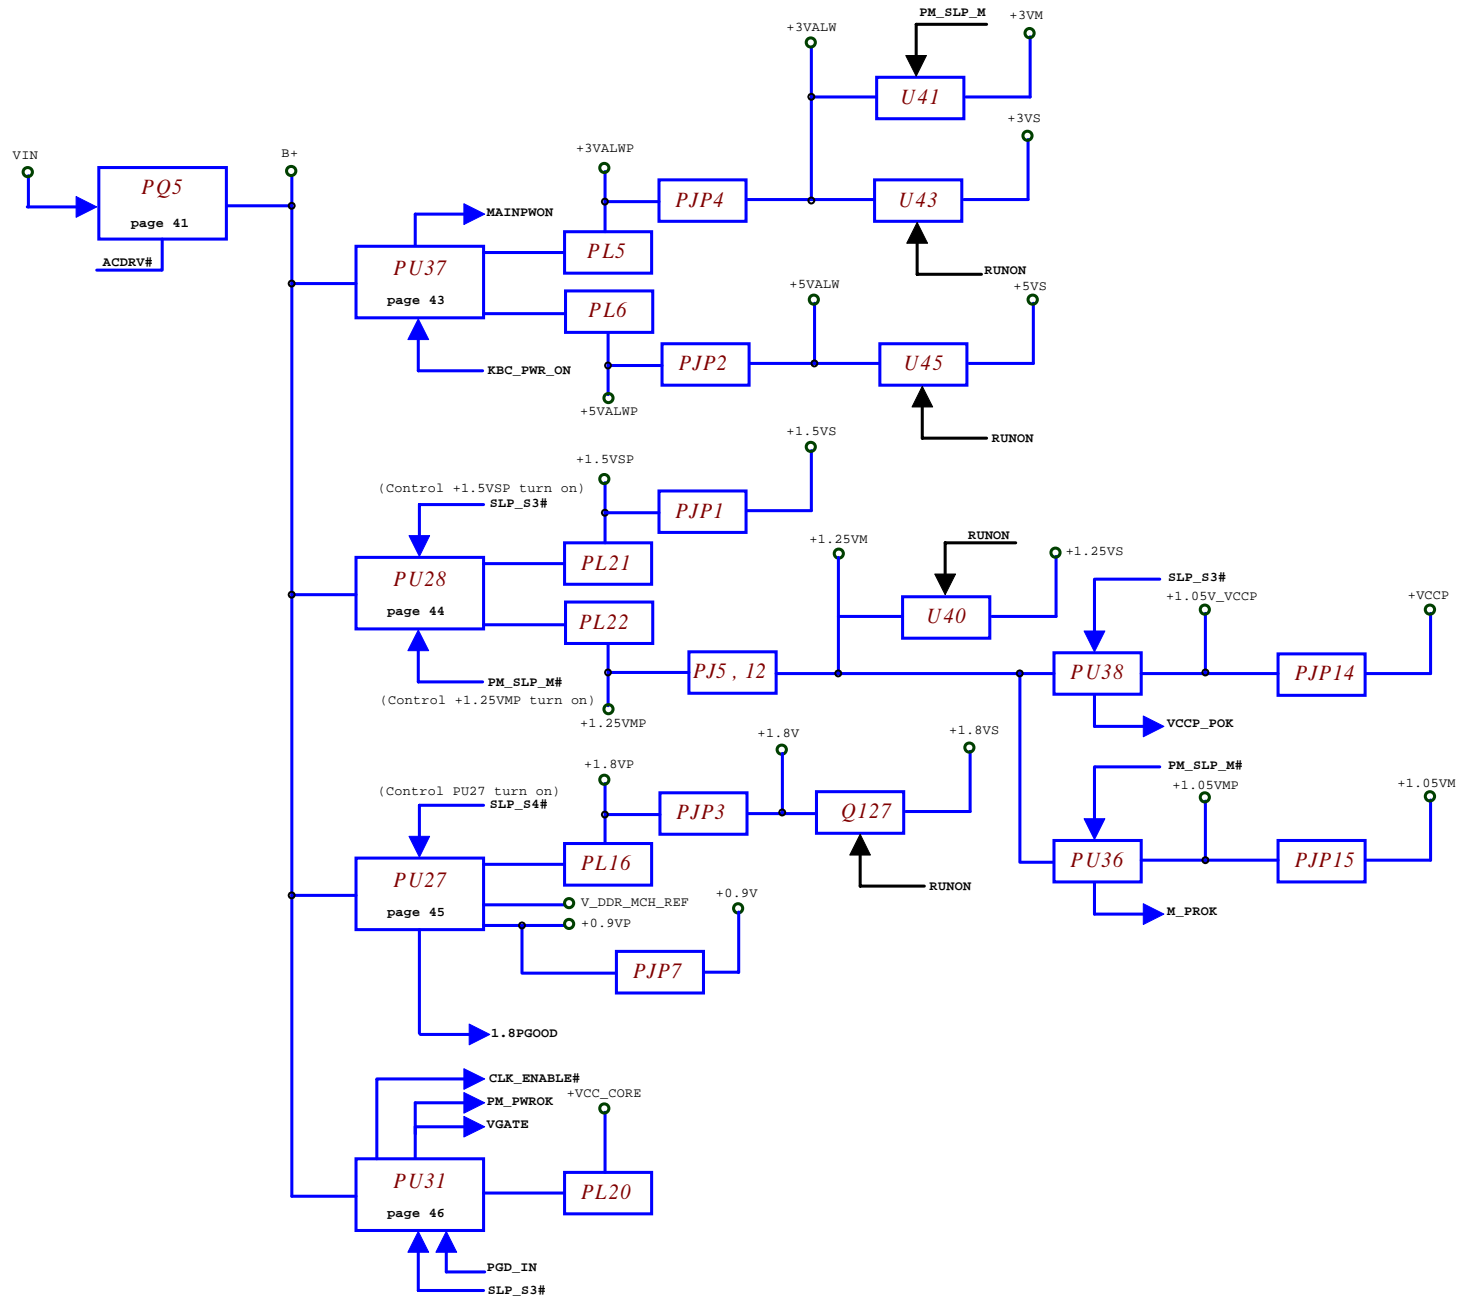 PM_SLP_M
+3VM
+3VALW
U41
+3VS
VIN
B+
+3VALWP
PQ5
page 41
PJP4
U43
MAINPWON
ACDRV#
PL5
PU37
page 43
RUNON
+5VALW
+5VS
PL6
PJP2
U45
KBC_PWR_ON
+5VALWP
+1.5VS
RUNON
+1.5VSP
(Control +1.5VSP turn on)
SLP_S3#
PJP1
RUNON
+1.25VM
+1.25VS
PL21
PU28
page 44
SLP_S3#
+1.05V_VCCP
+VCCP
PL22
U40
PJ5 , 12
PU38
PJP14
PM_SLP_M#
(Control +1.25VMP turn on)
+1.25VMP
VCCP_POK
+1.8V
+1.8VS
+1.8VP
PM_SLP_M#
+1.05VMP
+1.05VM
(Control PU27 turn on)
SLP_S4#
PJP3
Q127
PL16
PU36
PJP15
PU27
page 45
RUNON
+0.9V
V_DDR_MCH_REF
+0.9VP
M_PROK
PJP7
1.8PGOOD
CLK_ENABLE#
+VCC_CORE
PM_PWROK
VGATE
PU31
page 46
PL20
PGD_IN
SLP_S3#